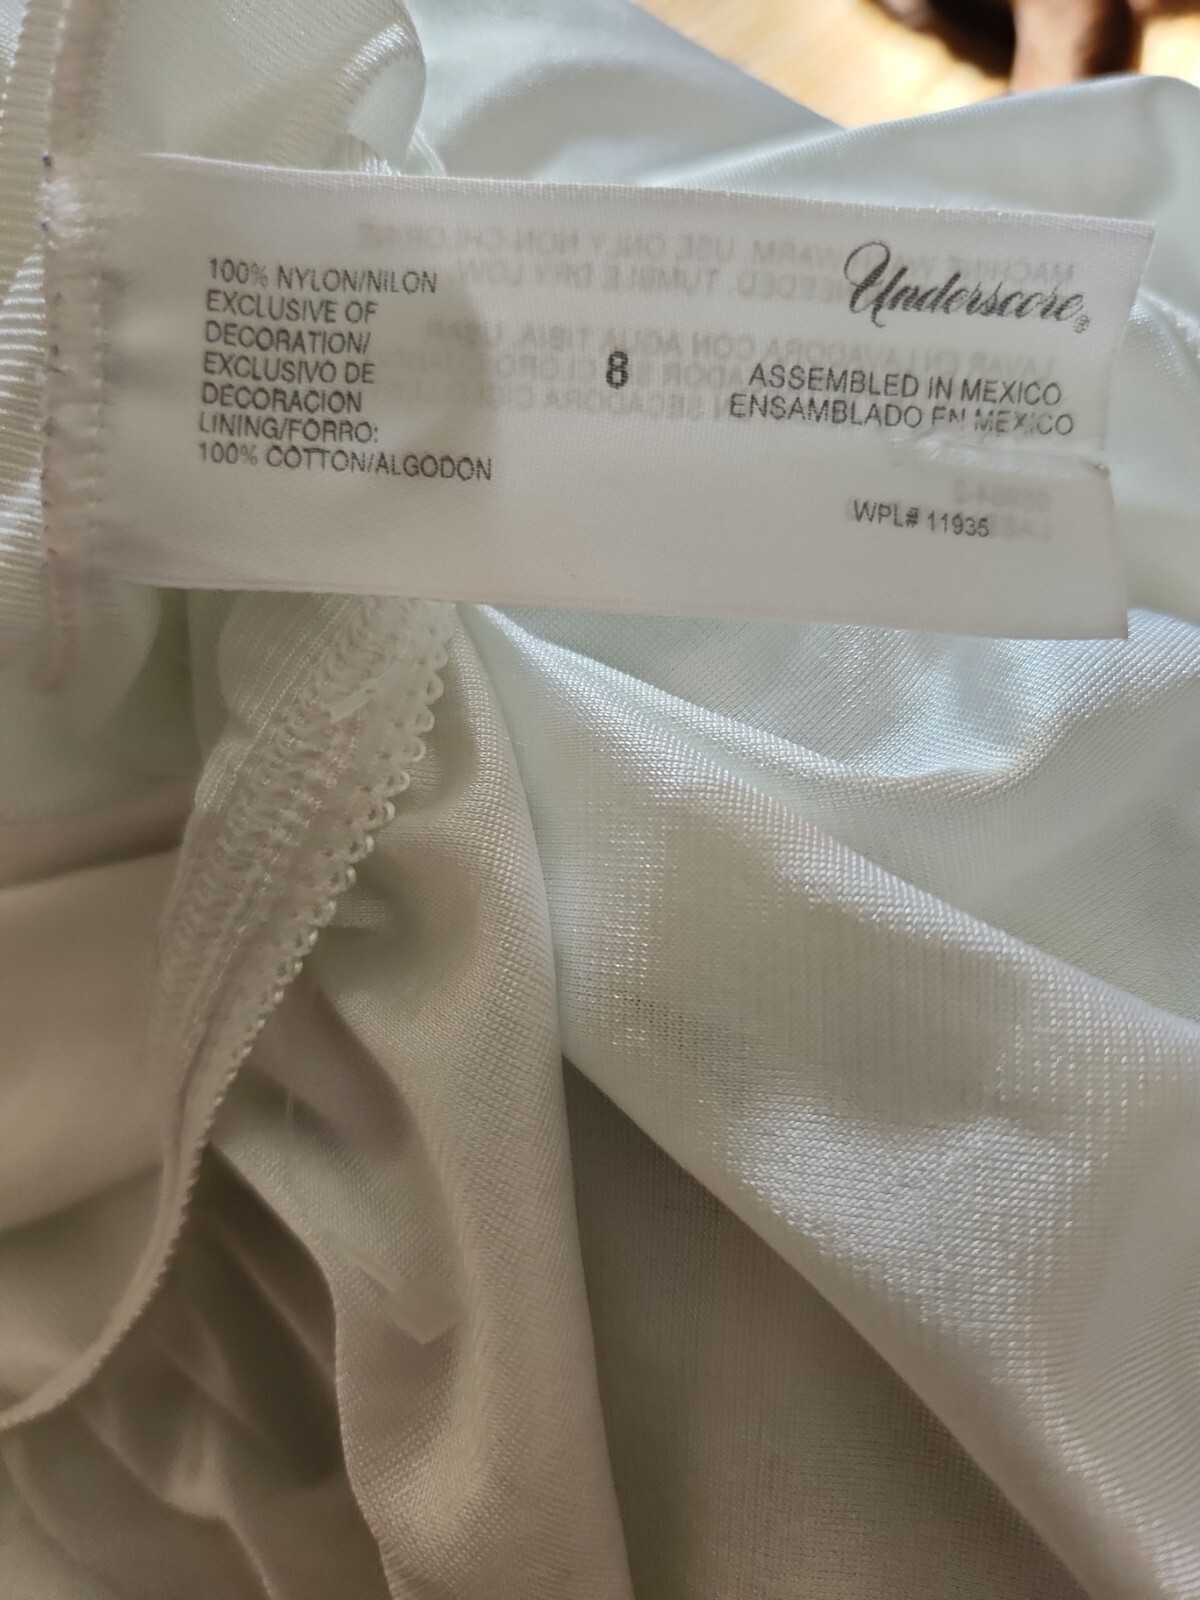 100% NYLON/NILON
EXCLUSIVE OF
DECORATION/
EXCLUSIVO DE
DECORACION
LINING/FORRO:
100% COTTON/ALGODON
8
Underscore®
ASSEMBLED IN MEXICO
ENSAMBLADO EN MEXICO
WPL# 11935